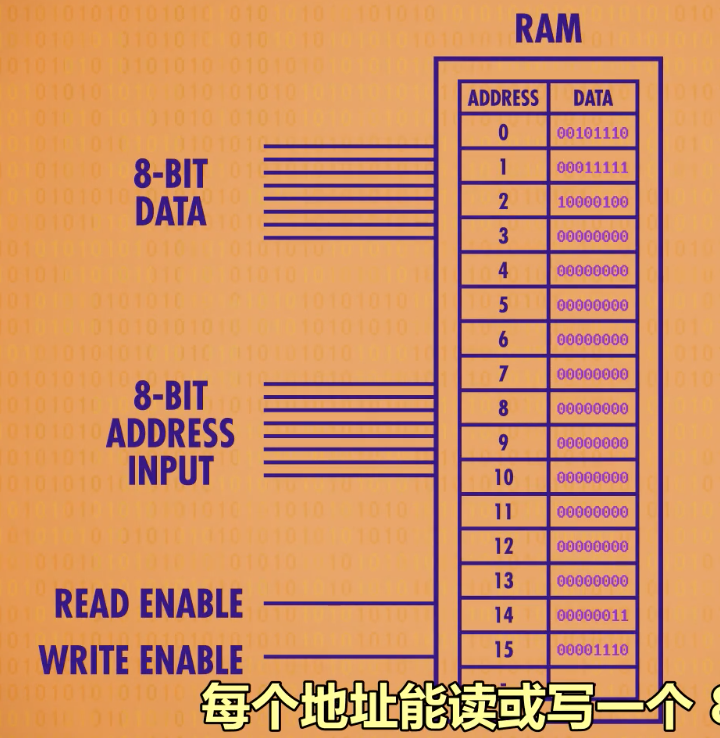 RAM
ADDRESS DATA
0 00101110
1 00011111
2 10000100
3 00000000
4 00000000
5 00000000
6 00000000
7 00000000
8 00000000
9 00000000
10 00000000
11 00000000
12 00000000
13 00000000
14 00000011
15 00001110
8-BIT
DATA
8-BIT
ADDRESS
INPUT
READ ENABLE
WRITE ENABLE
每个地址能读或写一个 8